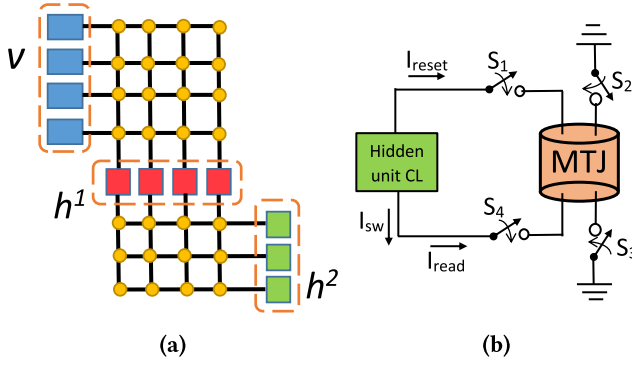 v
h1
h2
(a)
Ireset
S1
S2
Hidden
unit CL
MTJ
Isw
S4
Iread
S3
(b)